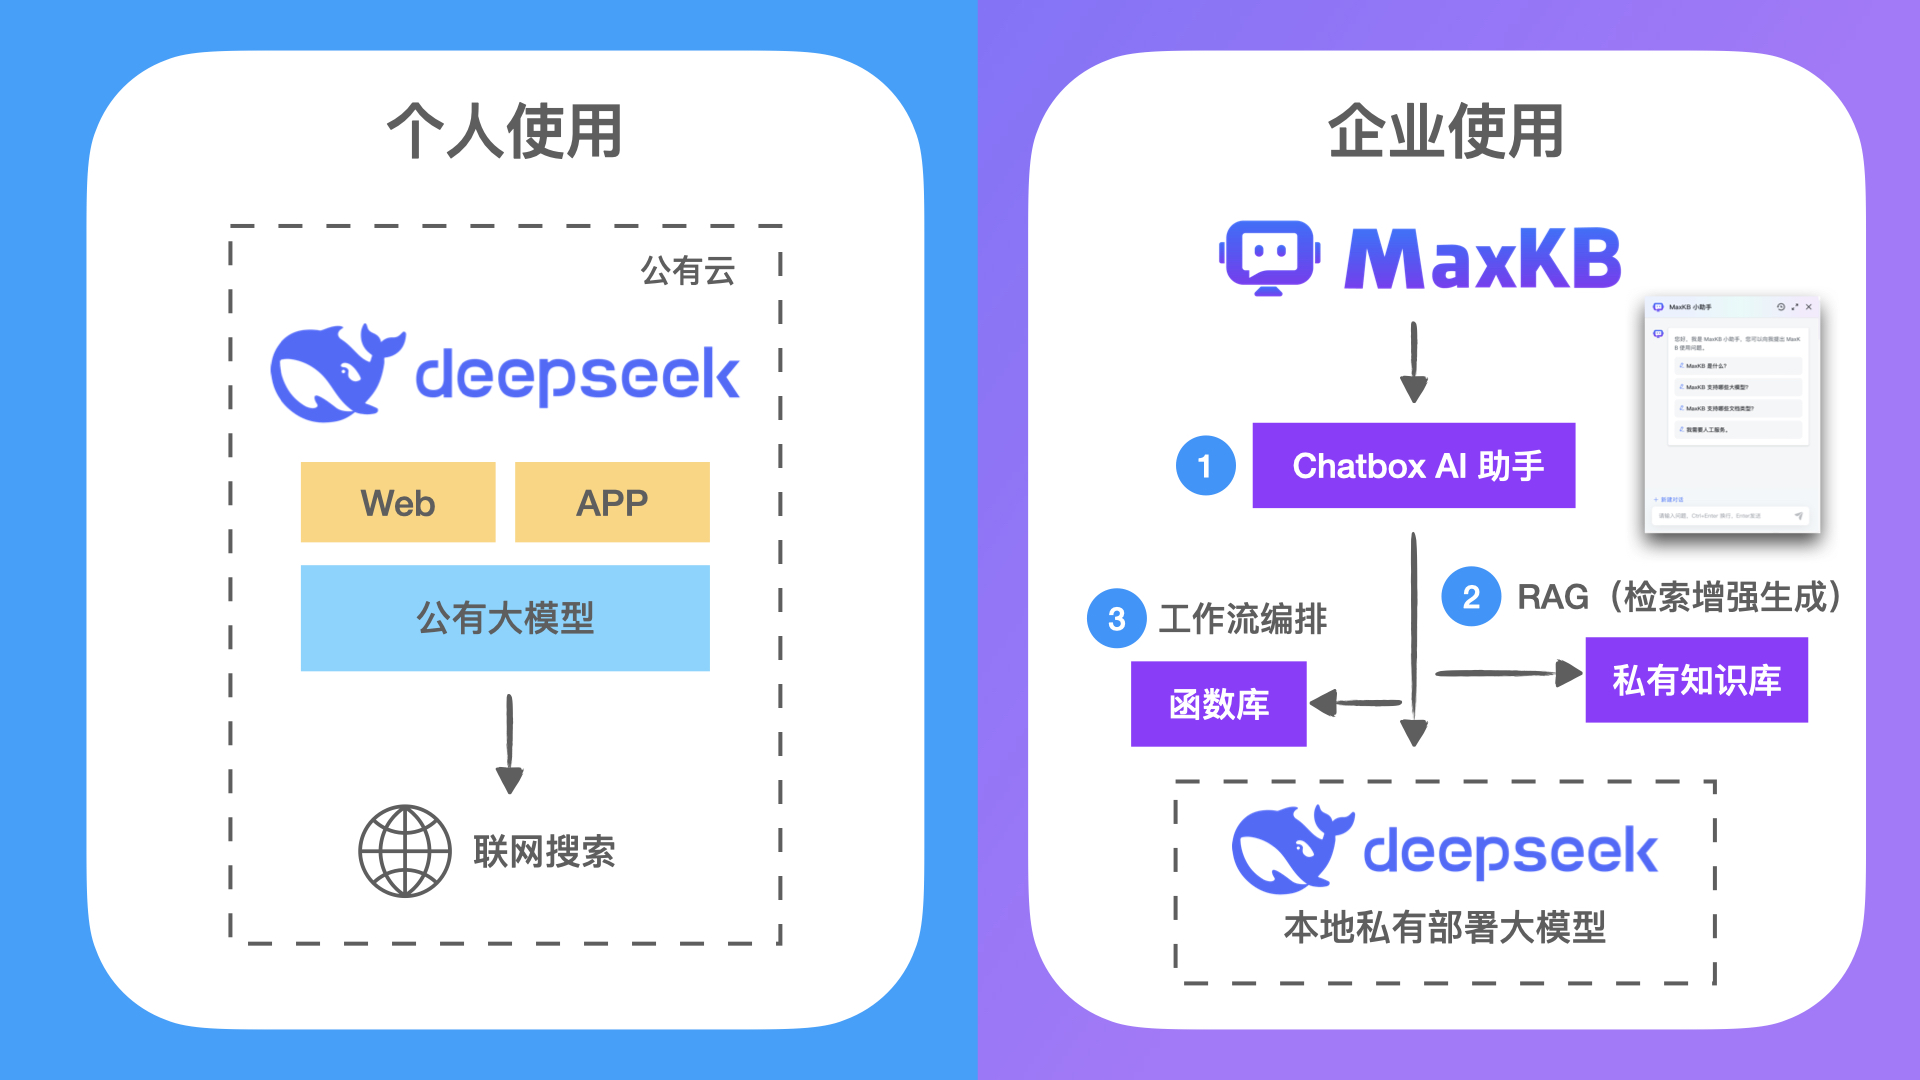 个人使用
公有云
deepseek
Web
APP
公有大模型
联网搜索
企业使用
MaxKB
MaxKB 小助手
您好，我是 MaxKB 小助手，您可以向我提出 MaxK
B 使用问题。
MaxKB 是什么？
MaxKB 支持哪些大模型？
MaxKB 支持哪些文档类型？
我需要人工服务。
+ 新建对话
请输入问题，Ctrl+Enter 换行，Enter发送
1
Chatbox AI 助手
2
RAG（检索增强生成）
3
工作流编排
私有知识库
函数库
deepseek
本地私有部署大模型